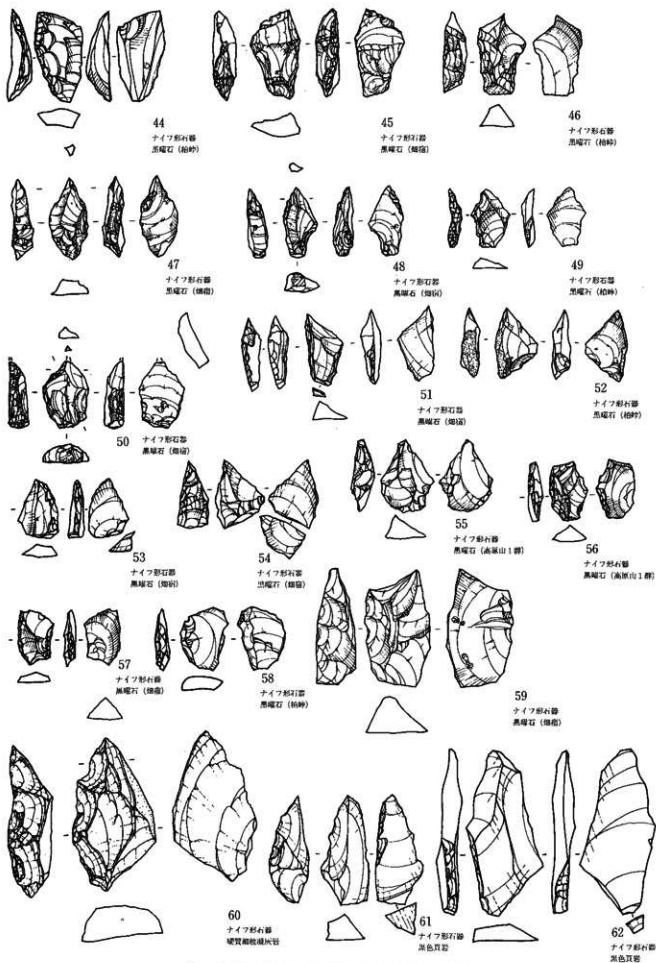 44
ナイフ形石器
黒曜石（柏峠）
45
ナイフ形石器
黒曜石（畑宿）
46
ナイフ形石器
黒曜石（柏峠）
47
ナイフ形石器
黒曜石（畑宿）
48
ナイフ形石器
黒曜石（畑宿）
49
ナイフ形石器
黒曜石（柏峠）
50
ナイフ形石器
黒曜石（畑宿）
51
ナイフ形石器
黒曜石（畑宿）
52
ナイフ形石器
黒曜石（柏峠）
53
ナイフ形石器
黒曜石（畑宿）
54
ナイフ形石器
黒曜石（畑宿）
55
ナイフ形石器
黒曜石（高原山1群）
56
ナイフ形石器
黒曜石（高原山1群）
57
ナイフ形石器
黒曜石（畑宿）
58
ナイフ形石器
黒曜石（柏峠）
59
ナイフ形石器
黒曜石（畑宿）
60
ナイフ形石器
硬質細粒凝灰岩
61
ナイフ形石器
黒色頁岩
62
ナイフ形石器
黒色頁岩